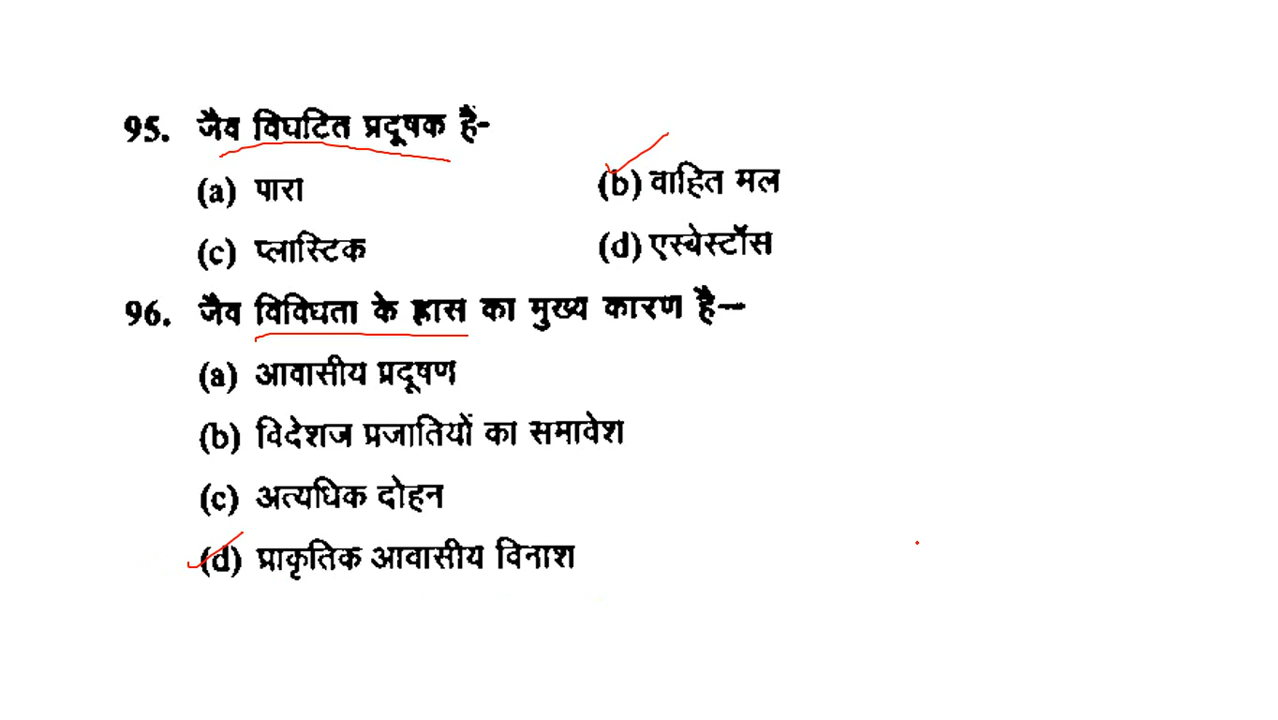 95. जैव विघटित प्रदूषक हैं-
(a) पारा (b) वाहित मल
(c) प्लास्टिक (d) एस्बेस्टॉस
96. जैव विविधता के ह्रास का मुख्य कारण है—
(a) आवासीय प्रदूषण
(b) विदेशज प्रजातियों का समावेश
(c) अत्यधिक दोहन
(d) प्राकृतिक आवासीय विनाश